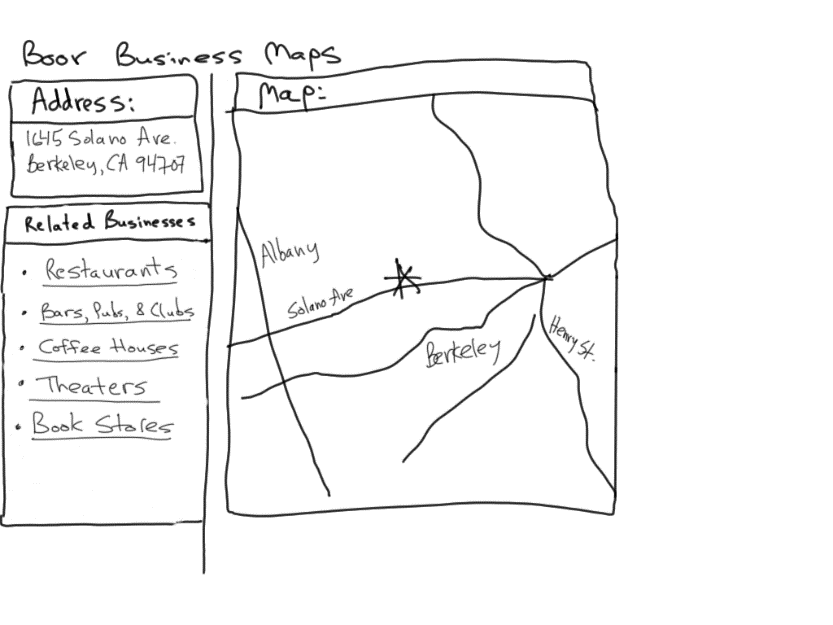 Boor Business Maps
Address:
1645 Solano Ave.
Berkeley, CA 94707
Related Businesses
• Restaurants
• Bars, Pubs, & Clubs
• Coffee Houses
• Theaters
• Book Stores
Map:
Albany
Solano Ave
Berkeley
Henry St.